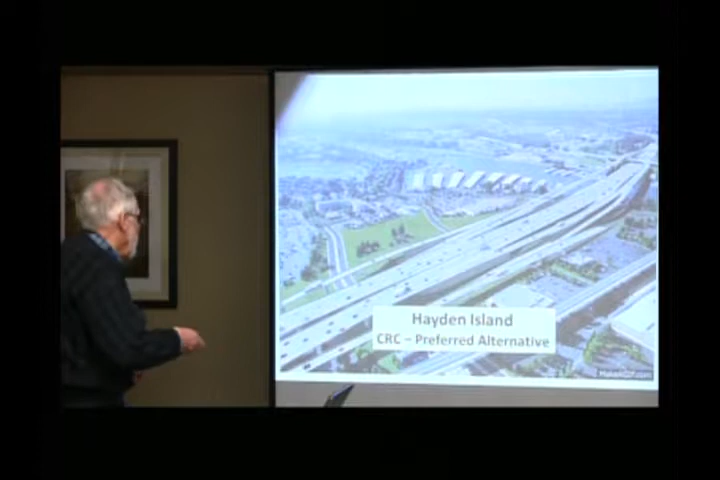 Hayden Island
CRC – Preferred Alternative